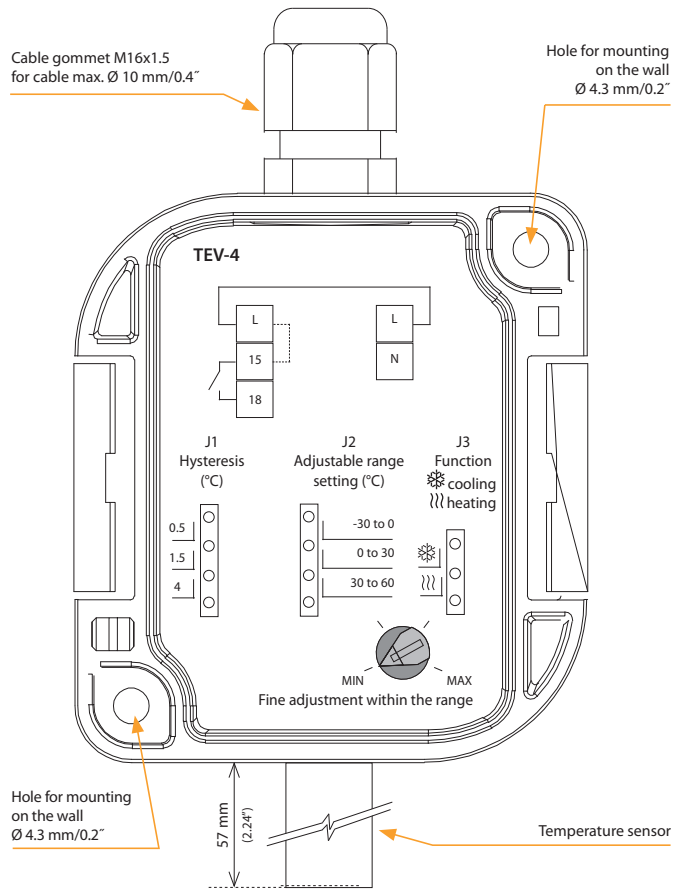 Cable gommet M16x1.5
for cable max. Ø 10 mm/0.4˝
Hole for mounting
on the wall
Ø 4.3 mm/0.2˝
TEV-4
L
15
18
L
N
J1
Hysteresis
(°C)
0.5
1.5
4
J2
Adjustable range
setting (°C)
-30 to 0
0 to 30
30 to 60
J3
Function
cooling
heating
MIN
MAX
Fine adjustment within the range
Hole for mounting
on the wall
Ø 4.3 mm/0.2˝
57 mm
(2.24˝)
Temperature sensor